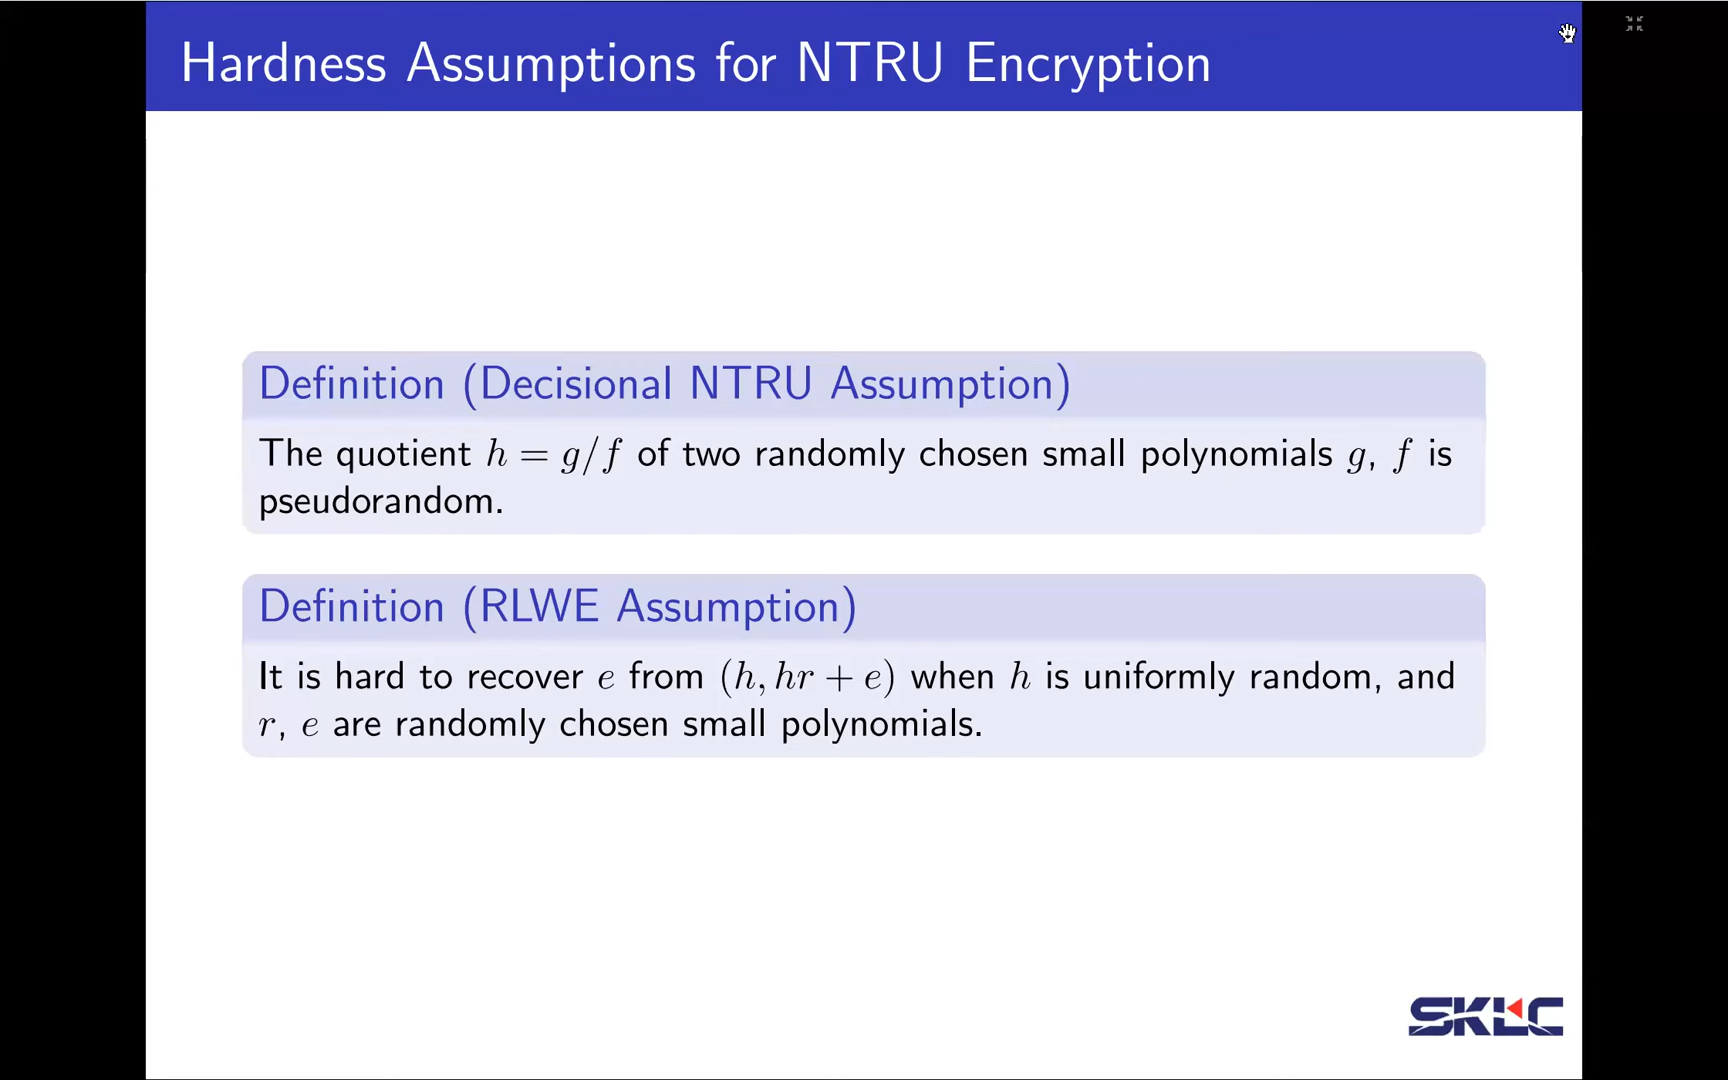 Hardness Assumptions for NTRU Encryption
Definition (Decisional NTRU Assumption)
The quotient h = g/f of two randomly chosen small polynomials g, f is
pseudorandom.
Definition (RLWE Assumption)
It is hard to recover e from (h, hr + e) when h is uniformly random, and
r, e are randomly chosen small polynomials.
SKLC